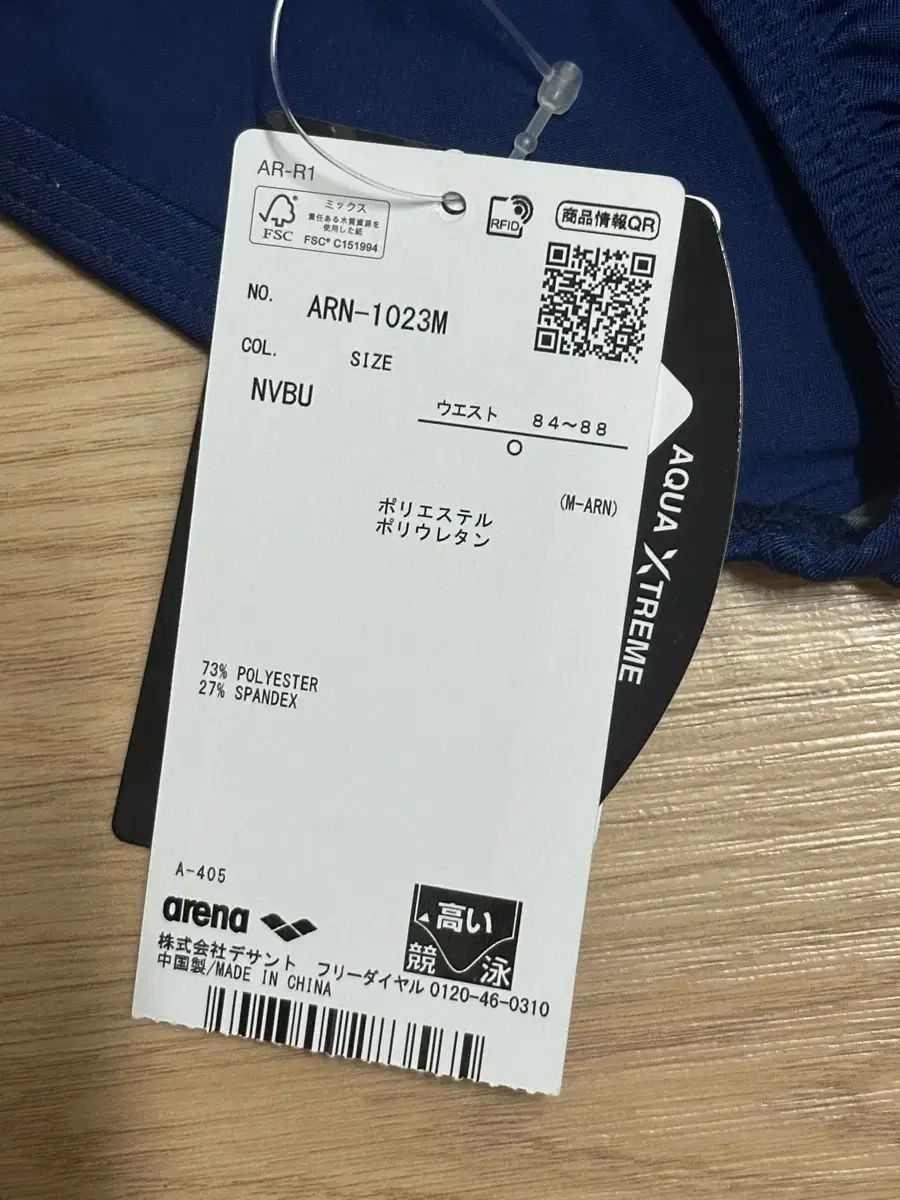 AR-R1
FSC
ミックス
責任ある木質資源を
使用した紙
FSC® C151994
RFID
商品情報QR
NO. ARN-1023M
COL. SIZE
NVBU
ウエスト 84〜88
O
(M-ARN)
ポリエステル
ポリウレタン
AQUA XTREME
73% POLYESTER
27% SPANDEX
A-405
arena
高い
競泳
株式会社デサント フリーダイヤル 0120-46-0310
中国製/MADE IN CHINA